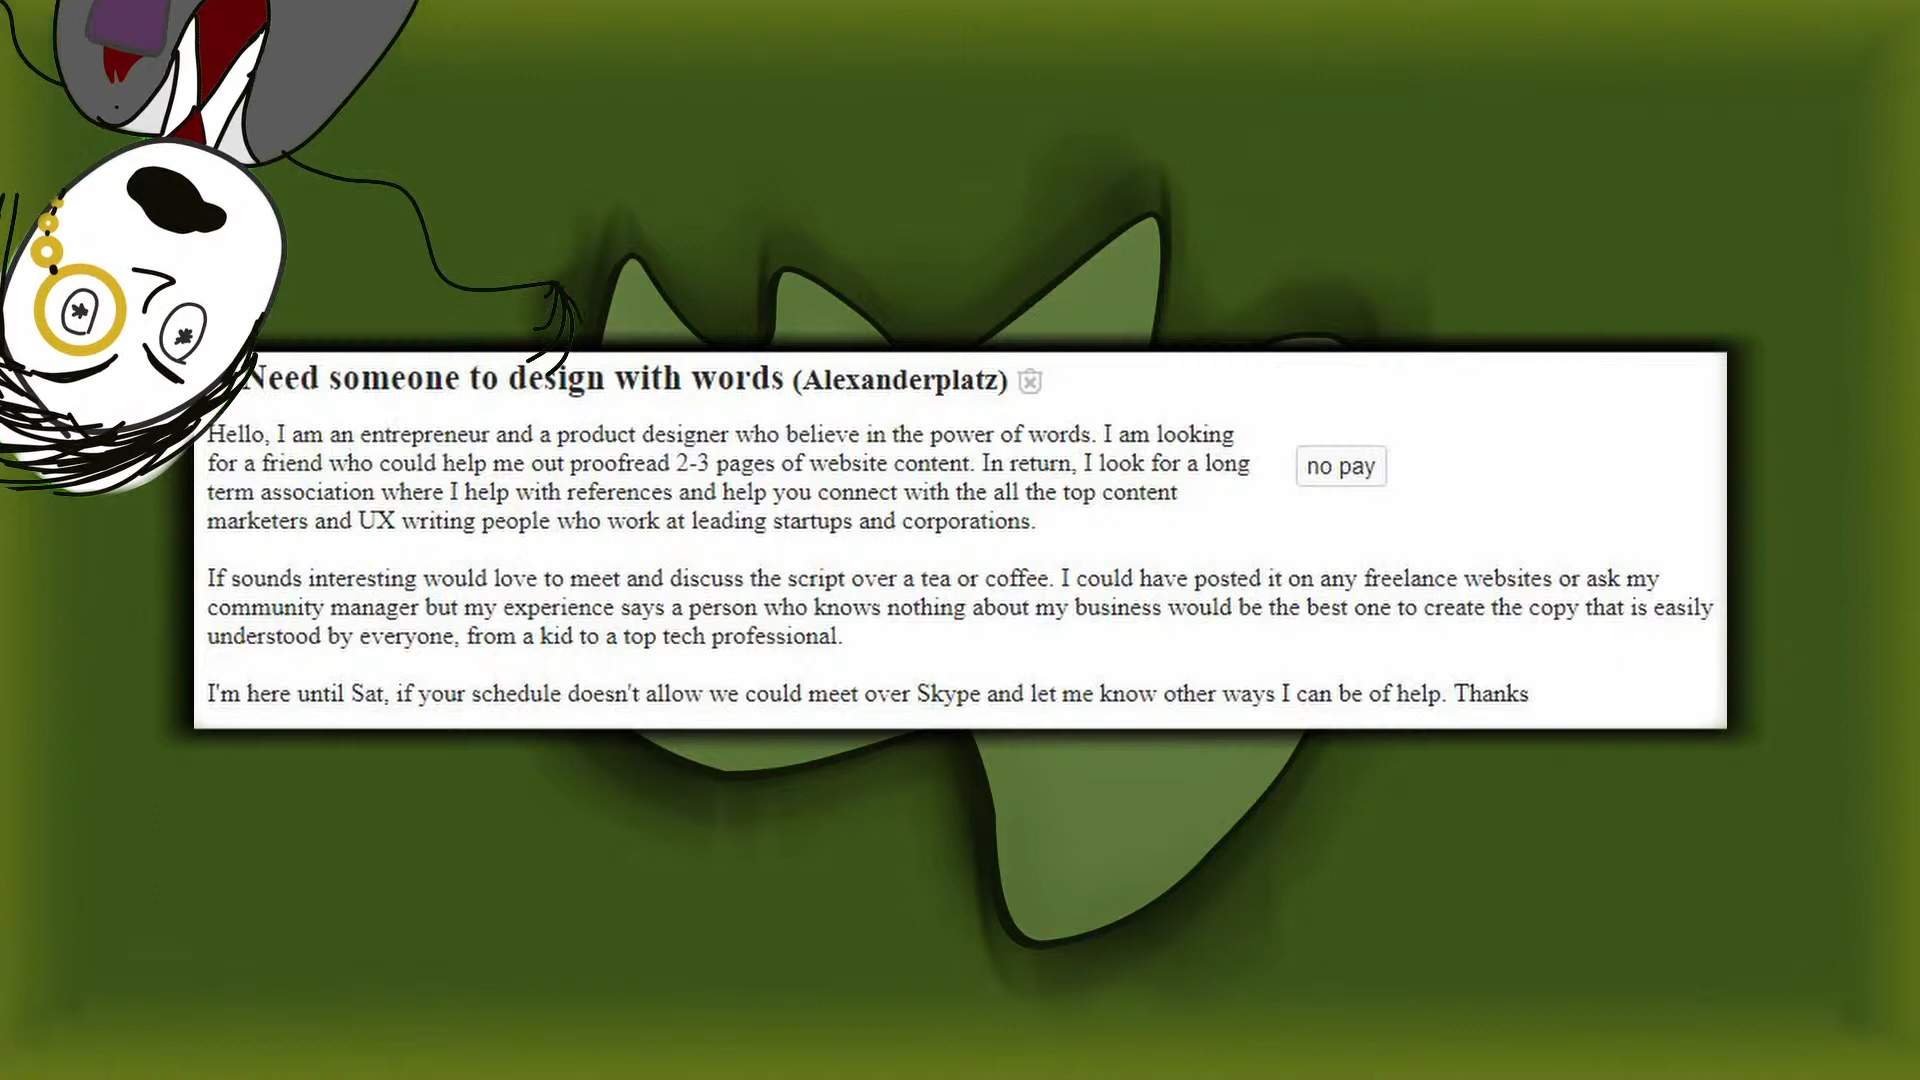 Need someone to design with words (Alexanderplatz)
Hello, I am an entrepreneur and a product designer who believe in the power of words. I am looking
for a friend who could help me out proofread 2-3 pages of website content. In return, I look for a long
term association where I help with references and help you connect with the all the top content
marketers and UX writing people who work at leading startups and corporations.
no pay
If sounds interesting would love to meet and discuss the script over a tea or coffee. I could have posted it on any freelance websites or ask my
community manager but my experience says a person who knows nothing about my business would be the best one to create the copy that is easily
understood by everyone, from a kid to a top tech professional.
I'm here until Sat, if your schedule doesn't allow we could meet over Skype and let me know other ways I can be of help. Thanks